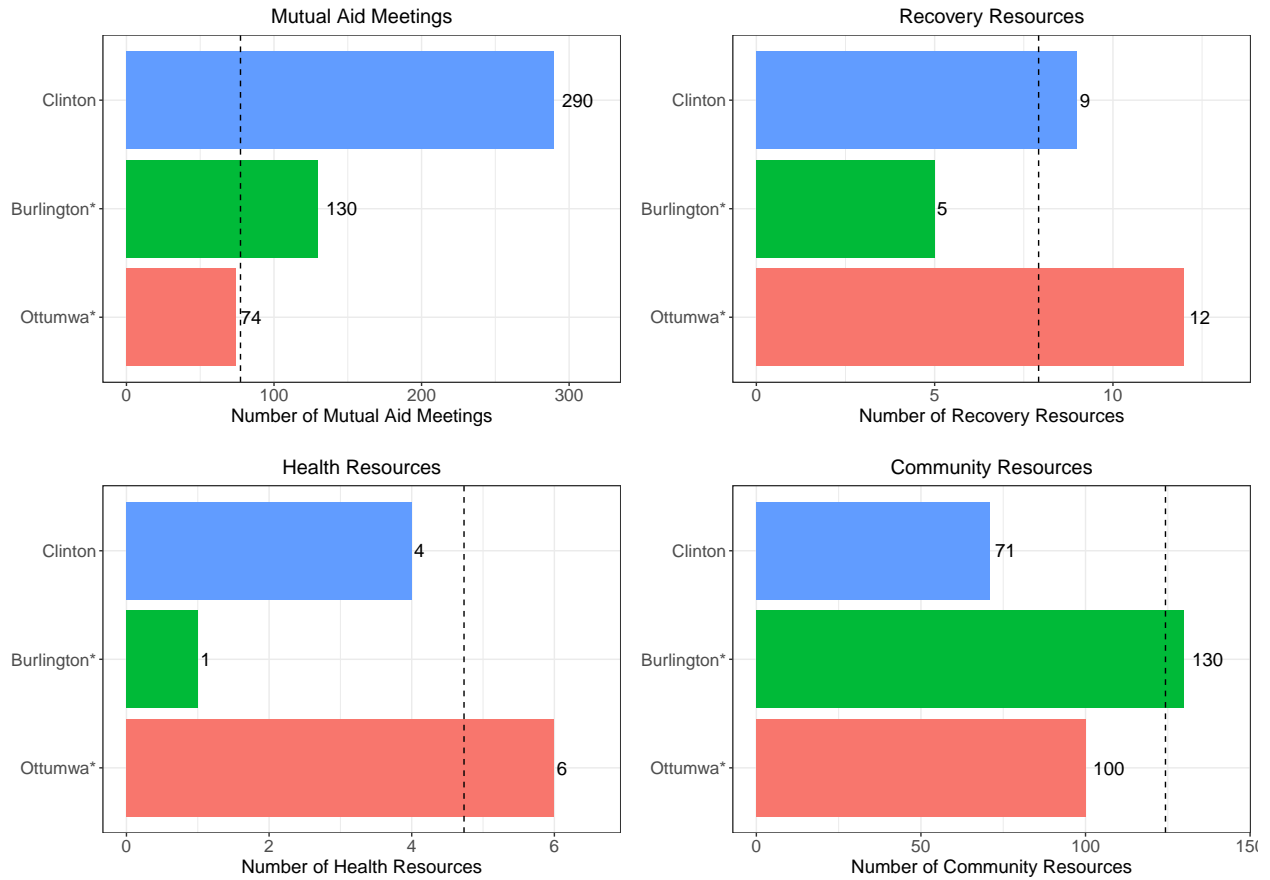 Mutual Aid Meetings
Clinton
290
Burlington*
130
Ottumwa*
74
0 100 200 300
Number of Mutual Aid Meetings
Recovery Resources
Clinton
9
Burlington*
5
Ottumwa*
12
0 5 10
Number of Recovery Resources
Health Resources
Clinton
4
Burlington*
1
Ottumwa*
6
0 2 4 6
Number of Health Resources
Community Resources
Clinton
71
Burlington*
130
Ottumwa*
100
0 50 100
Number of Community Resources